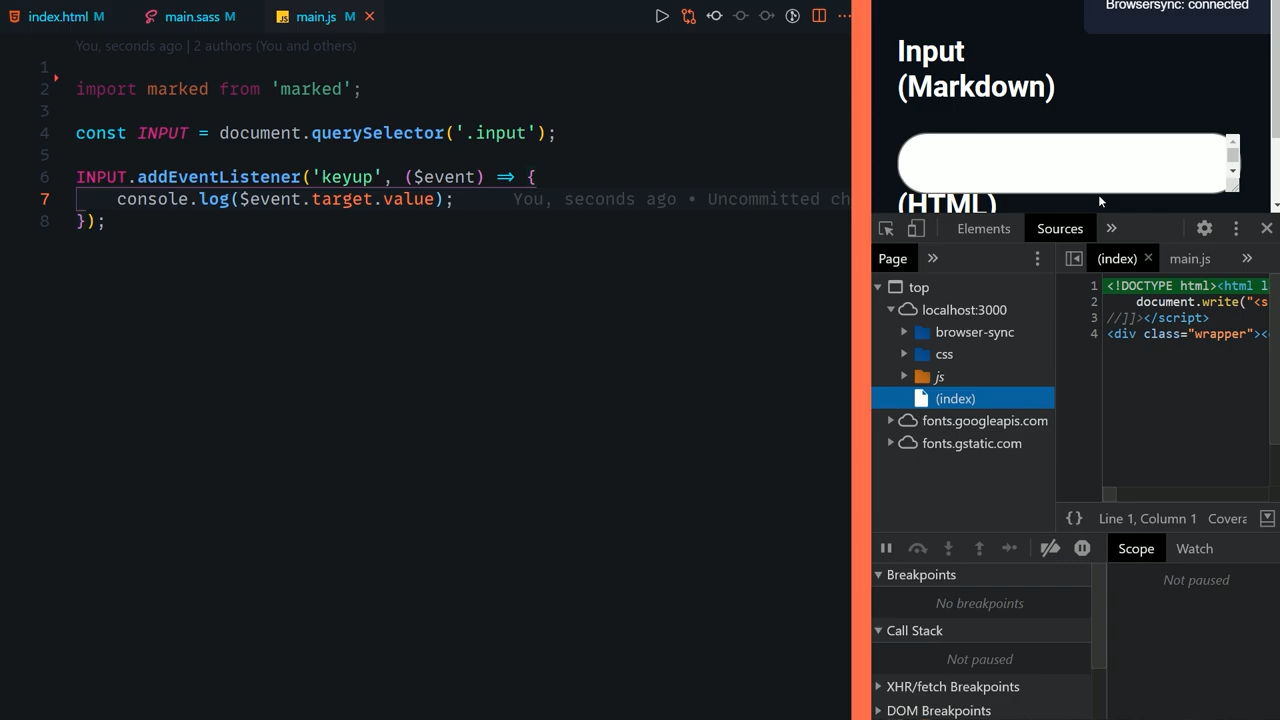 index.html M
main.sass M
main.js M
You, seconds ago | 2 authors (You and others)
1
2 import marked from 'marked';
3
4 const INPUT = document.querySelector('.input');
5
6 INPUT.addEventListener('keyup', ($event) => {
7 console.log($event.target.value); You, seconds ago • Uncommitted ch
8 });
Browsersync: connected
Input
(Markdown)
(HTML)
Elements
Sources
Page
(index)
main.js
top
localhost:3000
browser-sync
css
js
(index)
fonts.googleapis.com
fonts.gstatic.com
1 <!DOCTYPE html><html l
2 document.write("<s
3 //]]></script>
4 <div class="wrapper"><
{} Line 1, Column 1
Covera
Scope
Watch
Breakpoints
No breakpoints
Call Stack
Not paused
XHR/fetch Breakpoints
DOM Breakpoints
Not paused